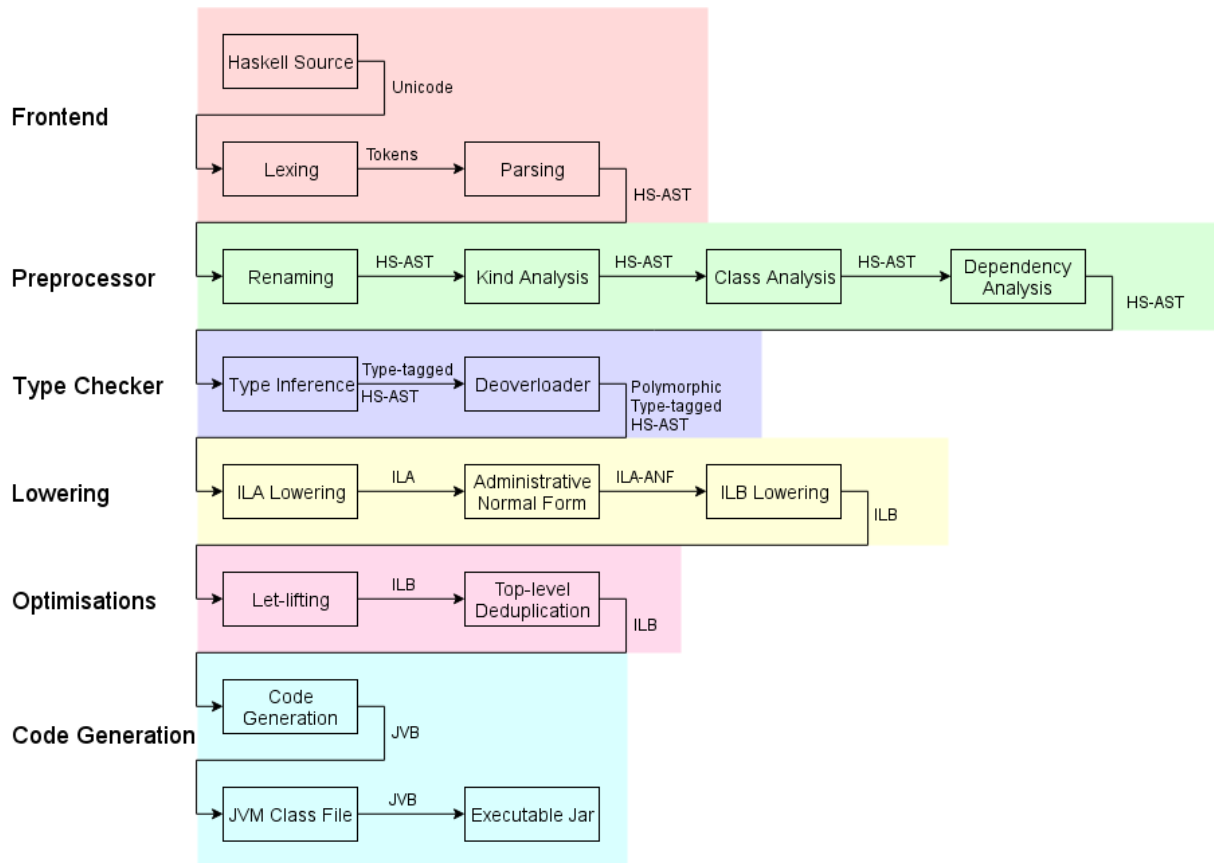 Haskell Source
Unicode
Frontend
Lexing
Tokens
Parsing
HS-AST
Preprocessor
Renaming
HS-AST
Kind Analysis
HS-AST
Class Analysis
HS-AST
Dependency
Analysis
HS-AST
Type Checker
Type Inference
Type-tagged
HS-AST
Deoverloader
Polymorphic
Type-tagged
HS-AST
Lowering
ILA Lowering
ILA
Administrative
Normal Form
ILA-ANF
ILB Lowering
ILB
Optimisations
Let-lifting
ILB
Top-level
Deduplication
ILB
Code Generation
Code
Generation
JVB
JVM Class File
JVB
Executable Jar